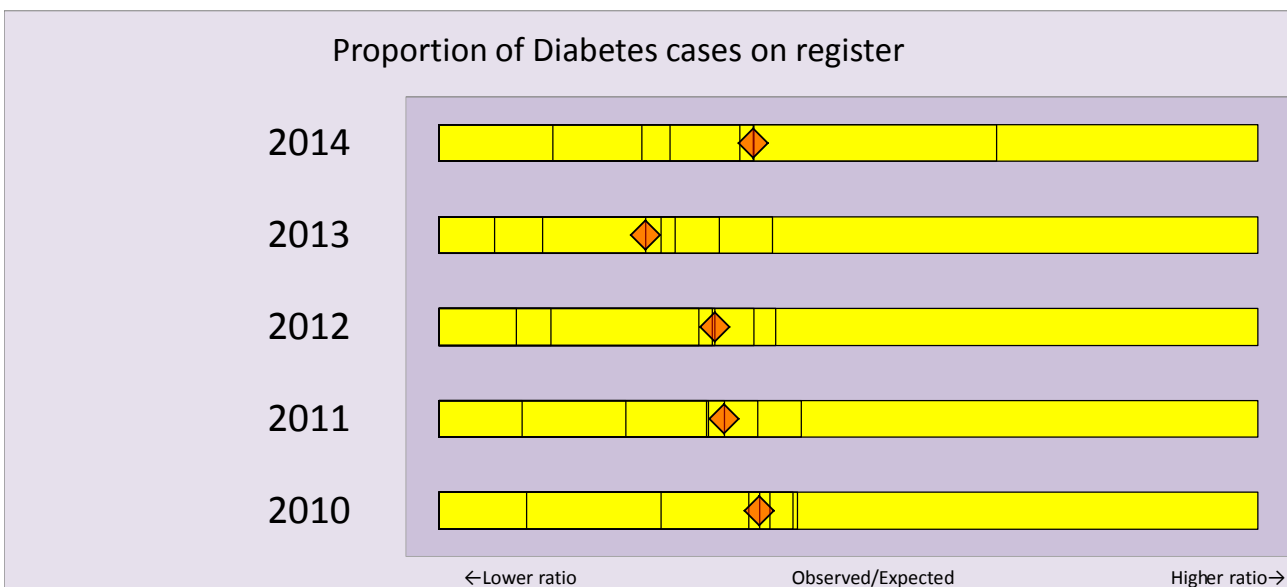 Proportion of Diabetes cases on register
2014
2013
2012
2011
2010
←Lower ratio Observed/Expected Higher ratio→